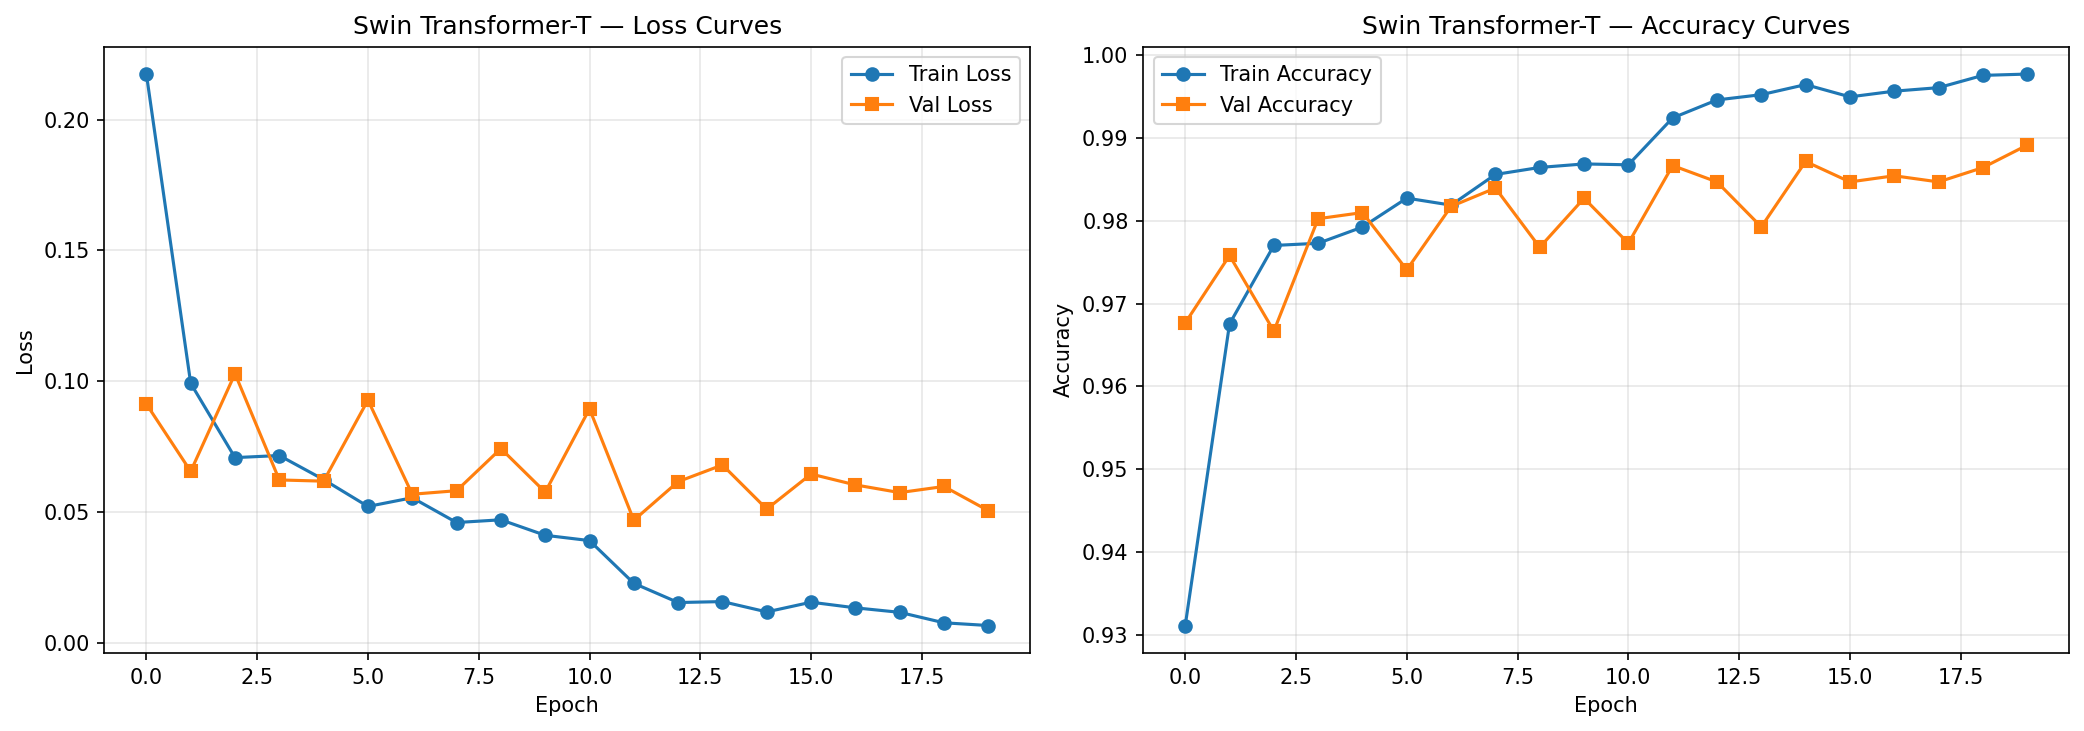 Swin Transformer-T — Loss Curves
Train Loss
Val Loss
0.20
0.15
0.10
0.05
0.00
Loss
0.0 2.5 5.0 7.5 10.0 12.5 15.0 17.5
Epoch
Swin Transformer-T — Accuracy Curves
Train Accuracy
Val Accuracy
1.00
0.99
0.98
0.97
0.96
0.95
0.94
0.93
Accuracy
0.0 2.5 5.0 7.5 10.0 12.5 15.0 17.5
Epoch